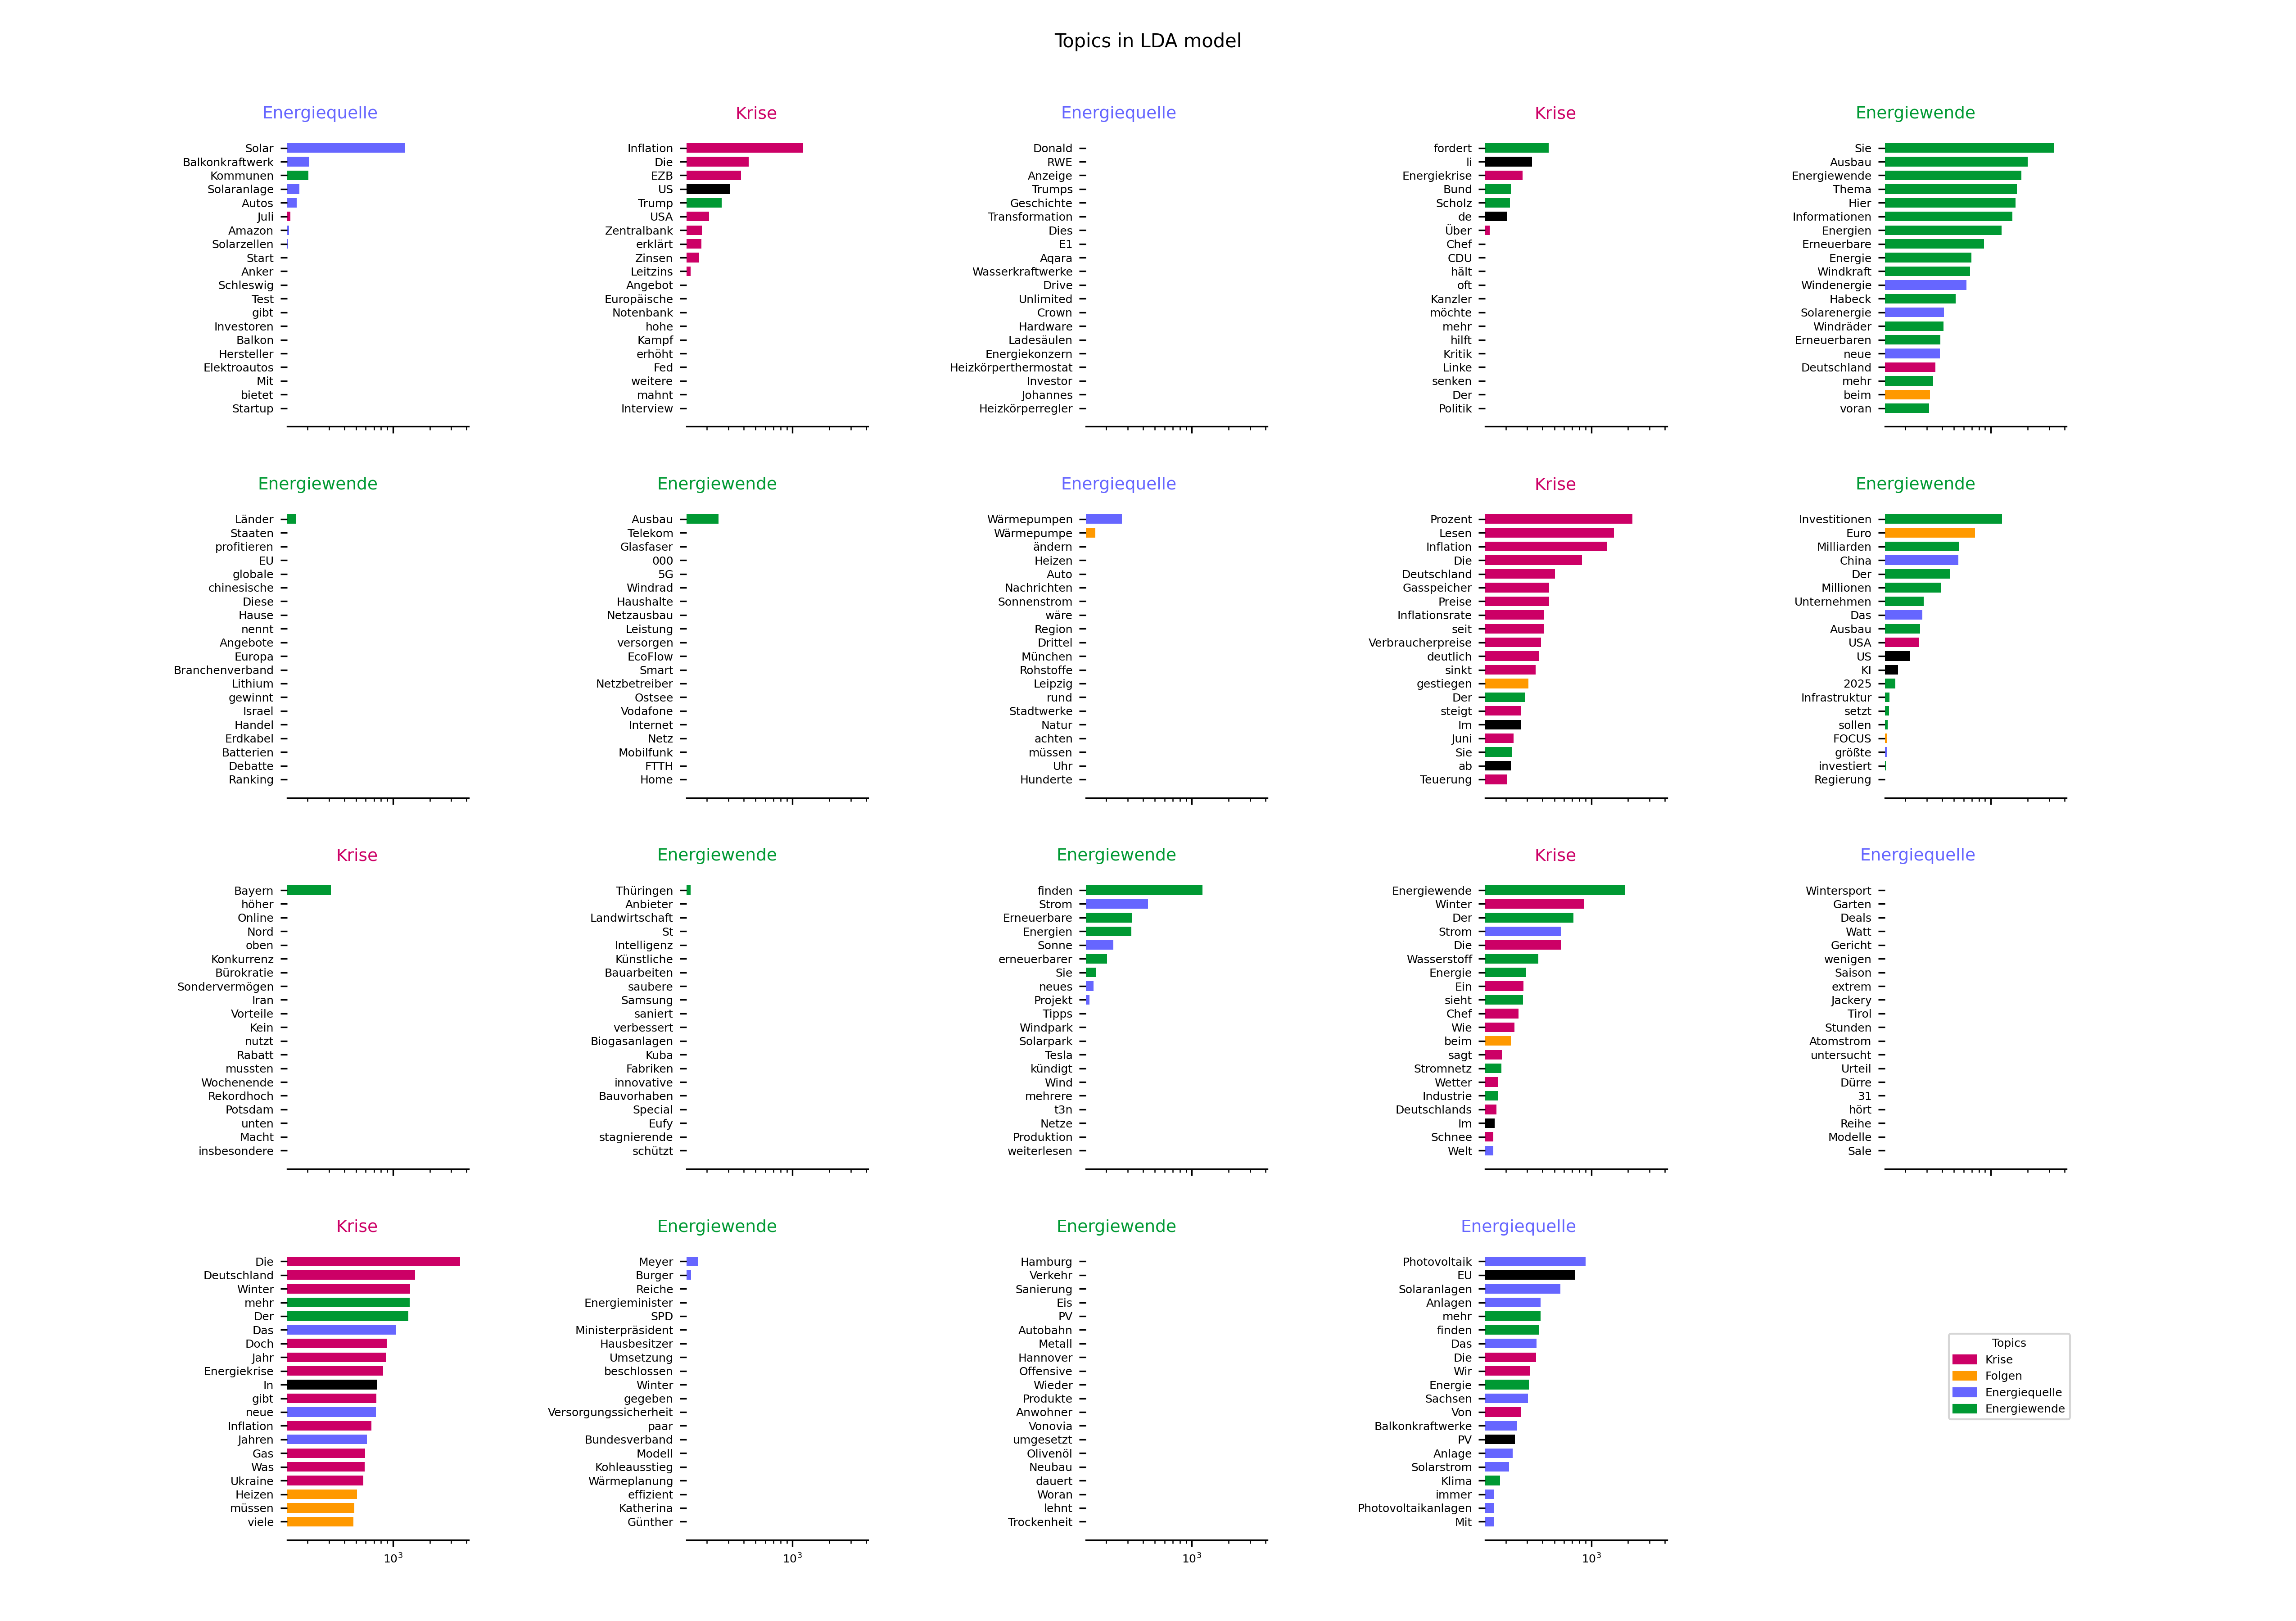 Topics in LDA model
Energiequelle
Solar
Balkonkraftwerk
Kommunen
Solaranlage
Autos
Juli
Amazon
Solarzellen
Start
Anker
Schleswig
Test
gibt
Investoren
Balkon
Hersteller
Elektroautos
Mit
bietet
Startup
Krise
Inflation
Die
EZB
US
Trump
USA
Zentralbank
erklärt
Zinsen
Leitzins
Angebot
Europäische
Notenbank
hohe
Kampf
erhöht
Fed
weitere
mahnt
Interview
Energiequelle
Donald
RWE
Anzeige
Trumps
Geschichte
Transformation
Dies
E1
Aqara
Wasserkraftwerke
Drive
Unlimited
Crown
Hardware
Ladesäulen
Energiekonzern
Heizkörperthermostat
Investor
Johannes
Heizkörperregler
Krise
fordert
li
Energiekrise
Bund
Scholz
de
Über
Chef
CDU
hält
oft
Kanzler
möchte
mehr
hilft
Kritik
Linke
senken
Der
Politik
Energiewende
Sie
Ausbau
Energiewende
Thema
Hier
Informationen
Energien
Erneuerbare
Energie
Windkraft
Windenergie
Habeck
Solarenergie
Windräder
Erneuerbaren
neue
Deutschland
mehr
beim
voran
Energiewende
Länder
Staaten
profitieren
EU
globale
chinesische
Diese
Hause
nennt
Angebote
Europa
Branchenverband
Lithium
gewinnt
Israel
Handel
Erdkabel
Batterien
Debatte
Ranking
Energiewende
Ausbau
Telekom
Glasfaser
000
5G
Windrad
Haushalte
Netzausbau
Leistung
versorgen
EcoFlow
Smart
Netzbetreiber
Ostsee
Vodafone
Internet
Netz
Mobilfunk
FTTH
Home
Energiequelle
Wärmepumpen
Wärmepumpe
ändern
Heizen
Auto
Nachrichten
Sonnenstrom
wäre
Region
Drittel
München
Rohstoffe
Leipzig
rund
Stadtwerke
Natur
achten
müssen
Uhr
Hunderte
Krise
Prozent
Lesen
Inflation
Die
Deutschland
Gasspeicher
Preise
Inflationsrate
seit
Verbraucherpreise
deutlich
sinkt
gestiegen
Der
steigt
Im
Juni
Sie
ab
Teuerung
Energiewende
Investitionen
Euro
Milliarden
China
Der
Millionen
Unternehmen
Das
Ausbau
USA
US
KI
2025
Infrastruktur
setzt
sollen
FOCUS
größte
investiert
Regierung
Krise
Bayern
höher
Online
Nord
oben
Konkurrenz
Bürokratie
Sondervermögen
Iran
Vorteile
Kein
nutzt
Rabatt
mussten
Wochenende
Rekordhoch
Potsdam
unten
Macht
insbesondere
Energiewende
Thüringen
Anbieter
Landwirtschaft
St
Intelligenz
Künstliche
Bauarbeiten
saubere
Samsung
saniert
verbessert
Biogasanlagen
Kuba
Fabriken
innovative
Bauvorhaben
Special
Eufy
stagnierende
schützt
Energiewende
finden
Strom
Erneuerbare
Energien
Sonne
erneuerbarer
Sie
neues
Projekt
Tipps
Windpark
Solarpark
Tesla
kündigt
Wind
mehrere
t3n
Netze
Produktion
weiterlesen
Krise
Energiewende
Winter
Der
Strom
Die
Wasserstoff
Energie
Ein
sieht
Chef
Wie
beim
sagt
Stromnetz
Wetter
Industrie
Deutschlands
Im
Schnee
Welt
Energiequelle
Wintersport
Garten
Deals
Watt
Gericht
wenigen
Saison
extrem
Jackery
Tirol
Stunden
Atomstrom
untersucht
Urteil
Dürre
31
hört
Reihe
Modelle
Sale
Krise
Die
Deutschland
Winter
mehr
Der
Das
Doch
Jahr
Energiekrise
In
gibt
neue
Inflation
Jahren
Gas
Was
Ukraine
Heizen
müssen
viele
10³
Energiewende
Meyer
Burger
Reiche
Energieminister
SPD
Ministerpräsident
Hausbesitzer
Umsetzung
beschlossen
Winter
gegeben
Versorgungssicherheit
paar
Bundesverband
Modell
Kohleausstieg
Wärmeplanung
effizient
Katherina
Günther
10³
Energiewende
Hamburg
Verkehr
Sanierung
Eis
PV
Autobahn
Metall
Hannover
Offensive
Wieder
Produkte
Anwohner
Vonovia
umgesetzt
Olivenöl
Neubau
dauert
Woran
lehnt
Trockenheit
10³
Energiequelle
Photovoltaik
EU
Solaranlagen
Anlagen
mehr
finden
Das
Die
Wir
Energie
Sachsen
Von
Balkonkraftwerke
PV
Anlage
Solarstrom
Klima
immer
Photovoltaikanlagen
Mit
10³
Topics
Krise
Folgen
Energiequelle
Energiewende